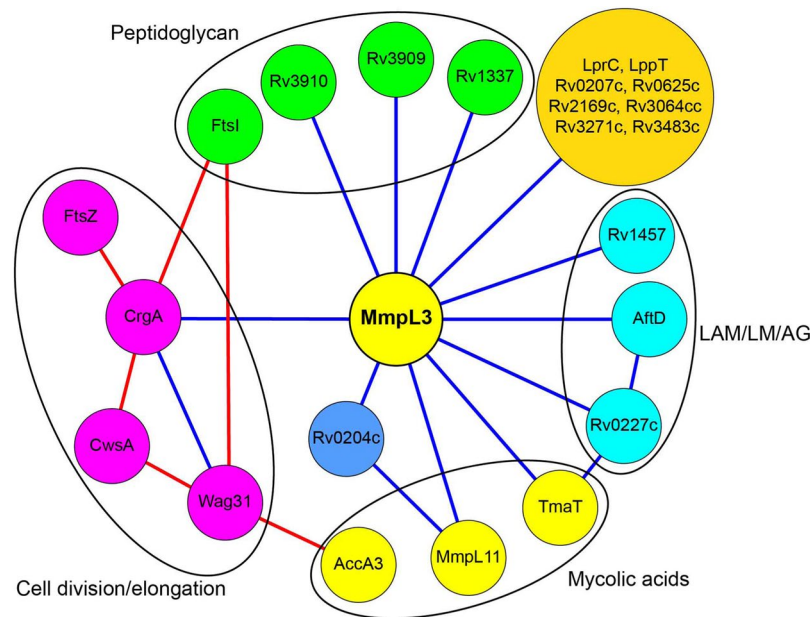 Peptidoglycan
Rv3910
Rv3909
Rv1337
FtsI
LprC, LppT
Rv0207c, Rv0625c
Rv2169c, Rv3064cc
Rv3271c, Rv3483c
FtsZ
CrgA
CwsA
Wag31
Cell division/elongation
MmpL3
Rv1457
AftD
Rv0227c
LAM/LM/AG
Rv0204c
TmaT
MmpL11
AccA3
Mycolic acids